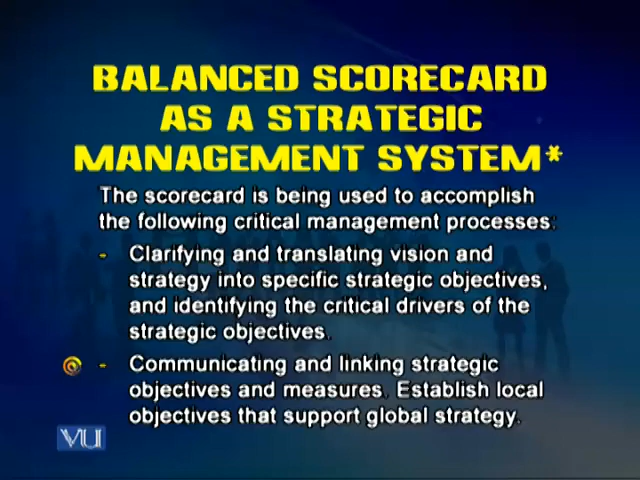 BALANCED SCORECARD
AS A STRATEGIC
MANAGEMENT SYSTEM*
The scorecard is being used to accomplish
the following critical management processes:
- Clarifying and translating vision and
strategy into specific strategic objectives,
and identifying the critical drivers of the
strategic objectives.
- Communicating and linking strategic
objectives and measures. Establish local
objectives that support global strategy.
VU